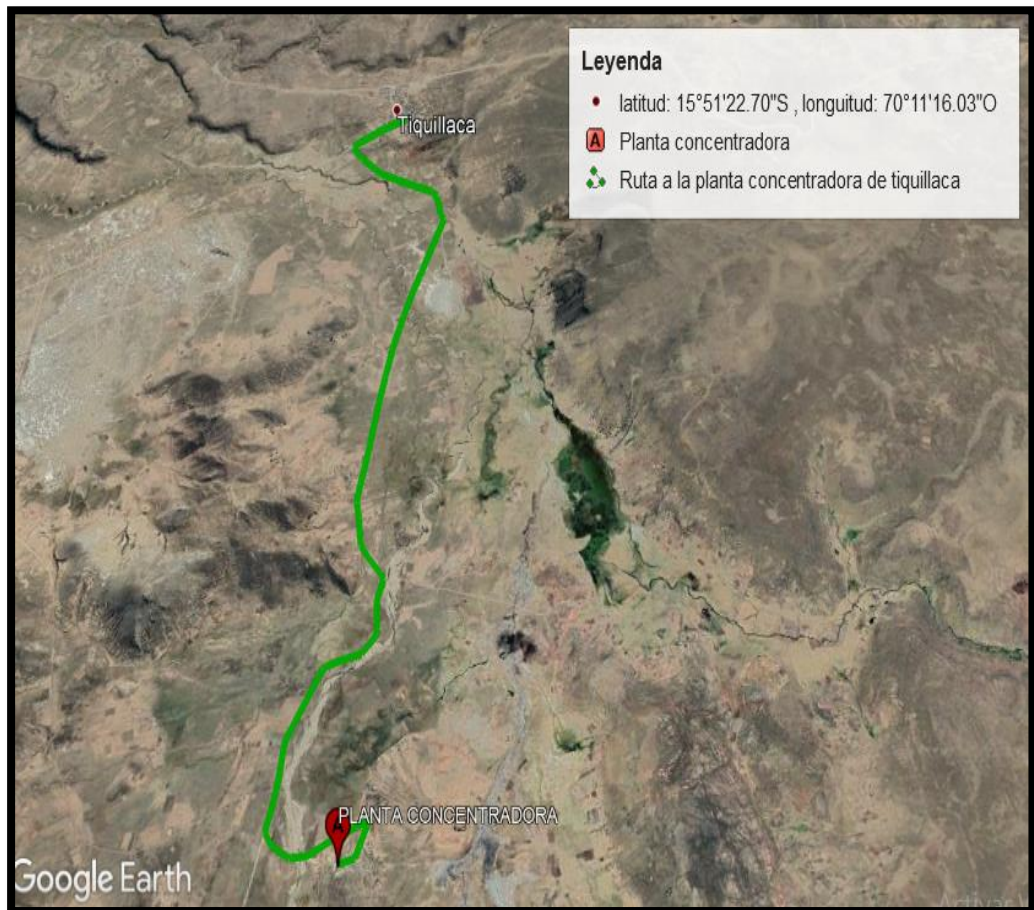 Leyenda
latitud: 15°51'22.70"S , longuitud: 70°11'16.03"O
A Planta concentradora
Ruta a la planta concentradora de tiquillaca
Tiquillaca
PLANTA CONCENTRADORA
A
Google Earth